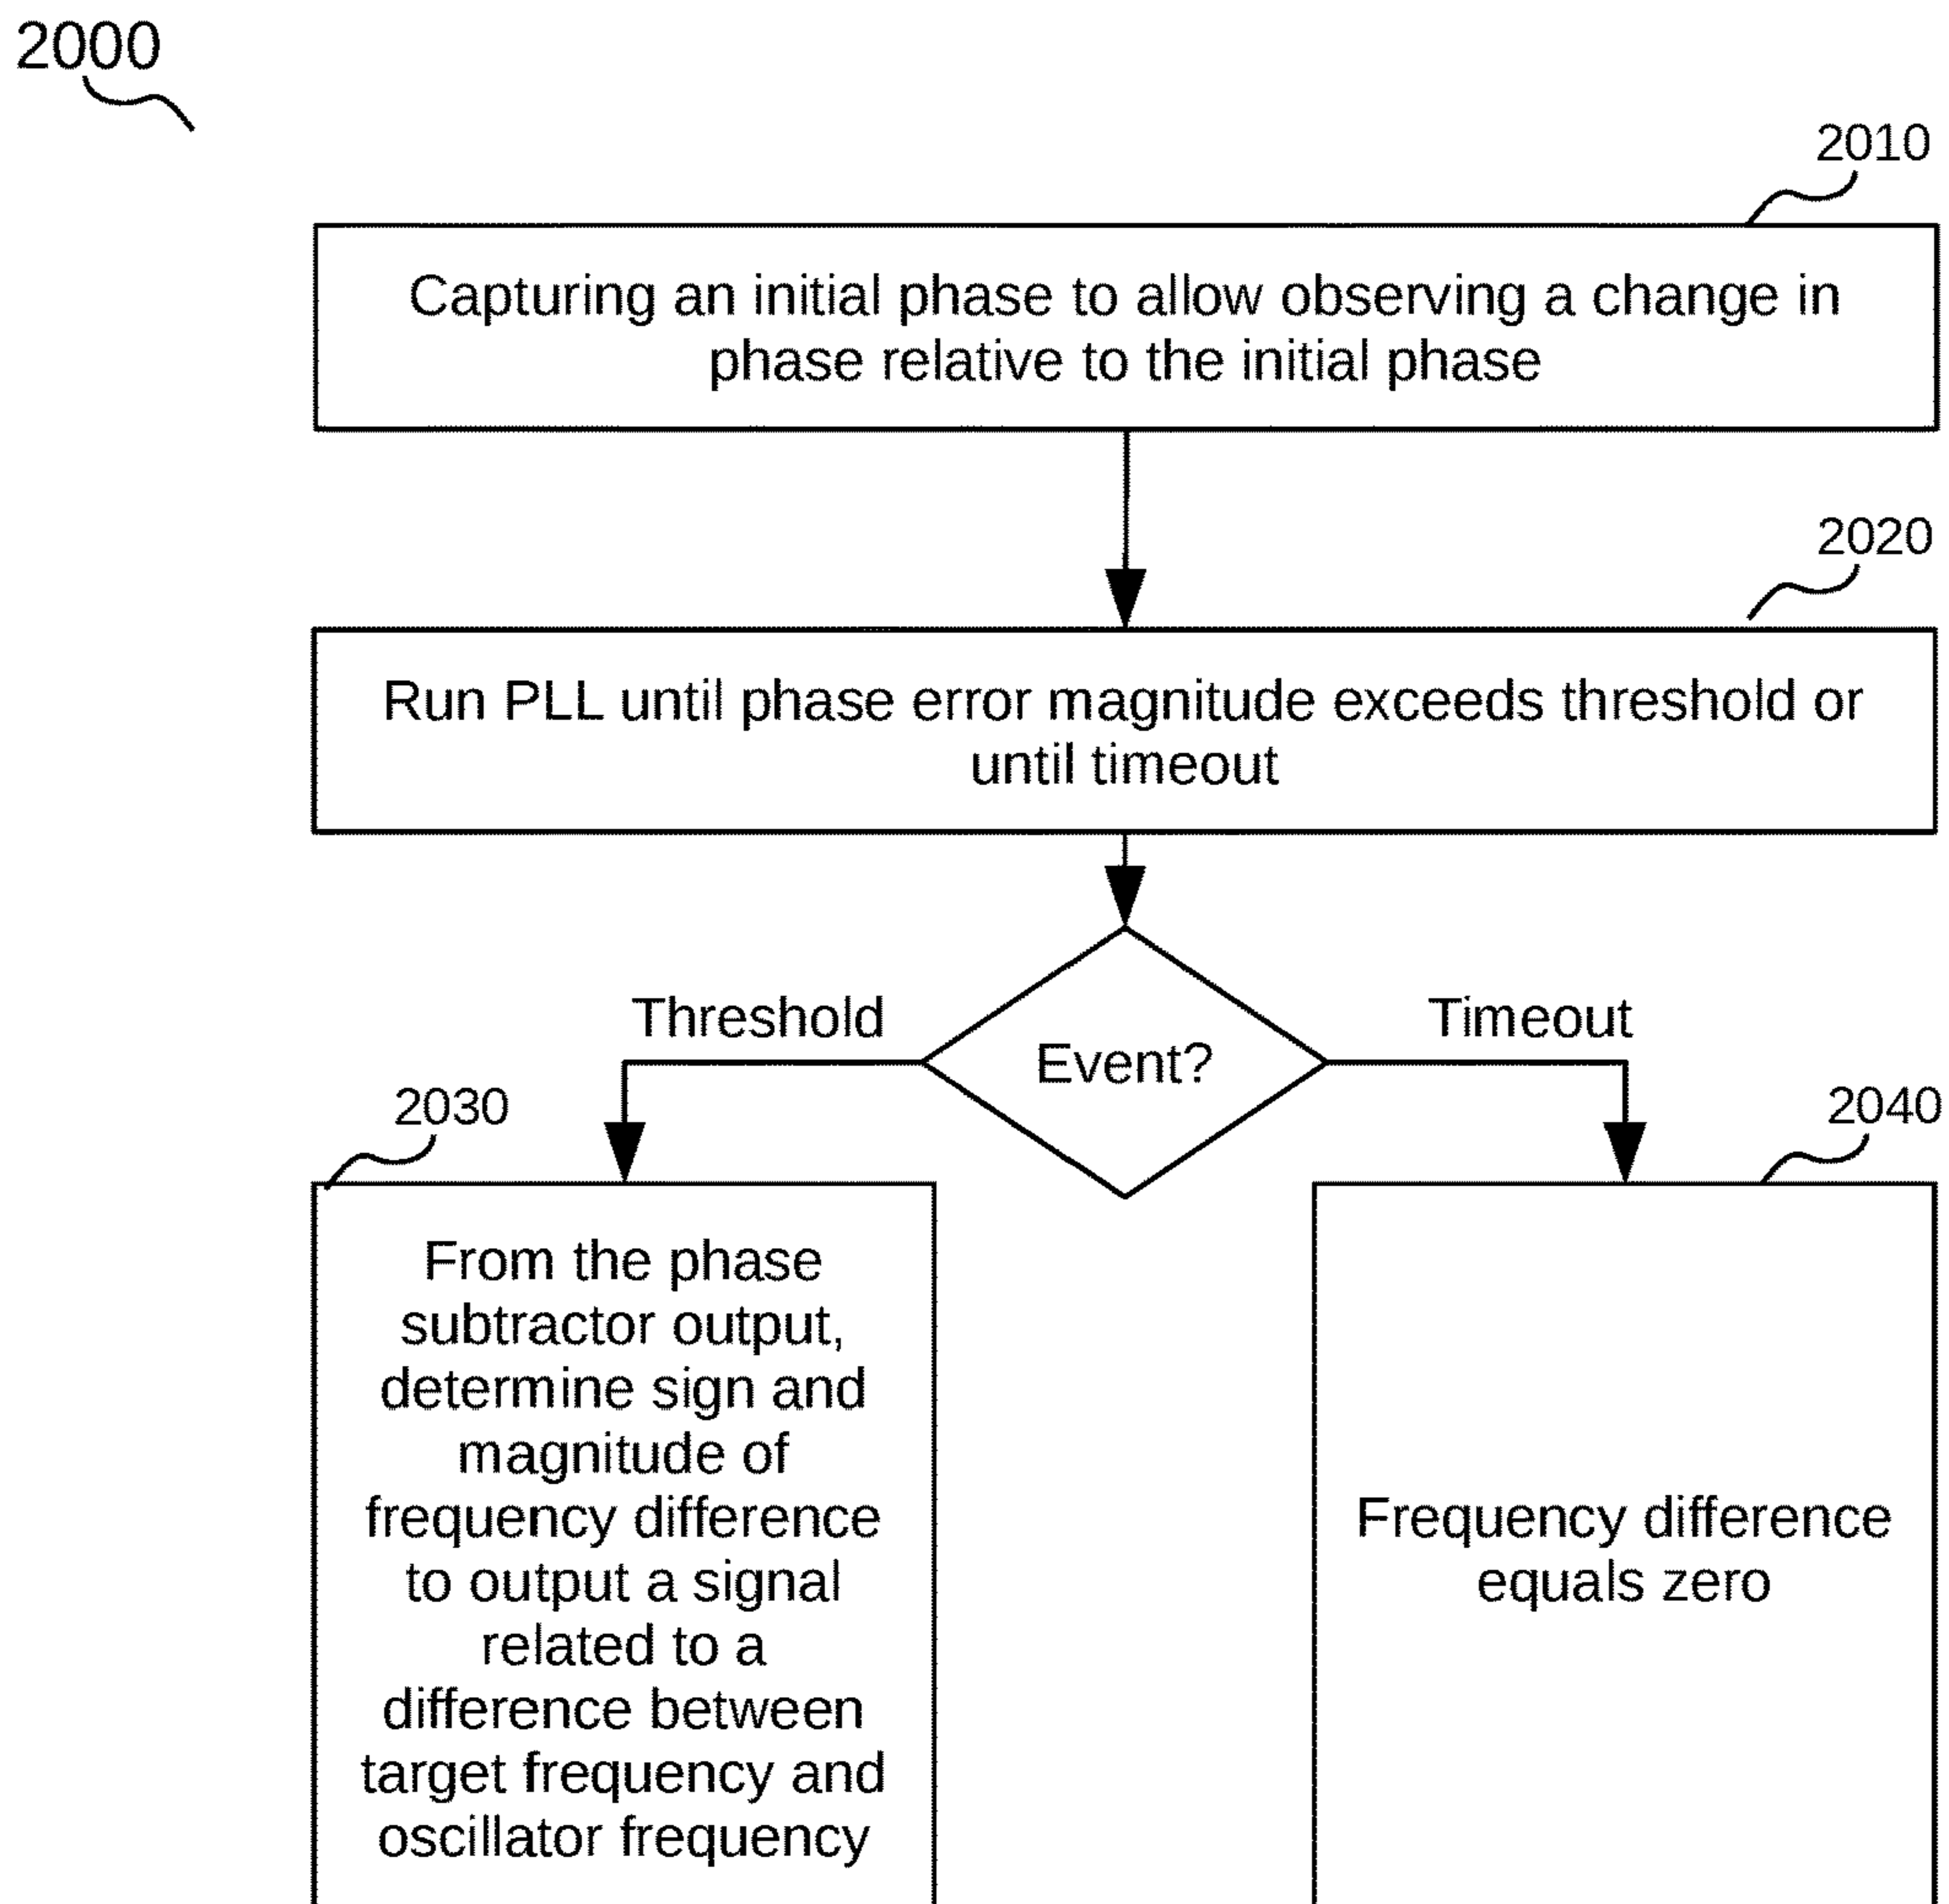 2000
2010
Capturing an initial phase to allow observing a change in
phase relative to the initial phase
2020
Run PLL until phase error magnitude exceeds threshold or
until timeout
Threshold
Event?
Timeout
2030
2040
From the phase
subtractor output,
determine sign and
magnitude of
frequency difference
to output a signal
related to a
difference between
target frequency and
oscillator frequency
Frequency difference
equals zero